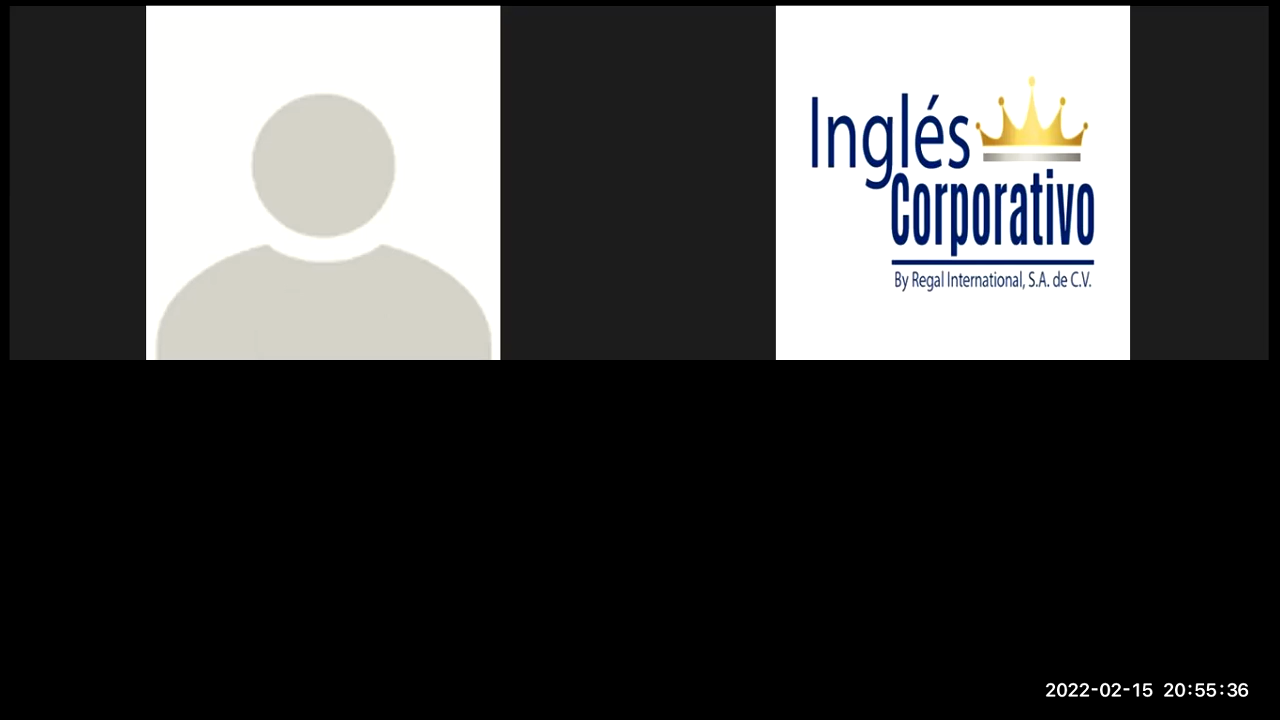 Inglés
Corporativo
By Regal International, S.A. de C.V.
2022-02-15 20:55:36